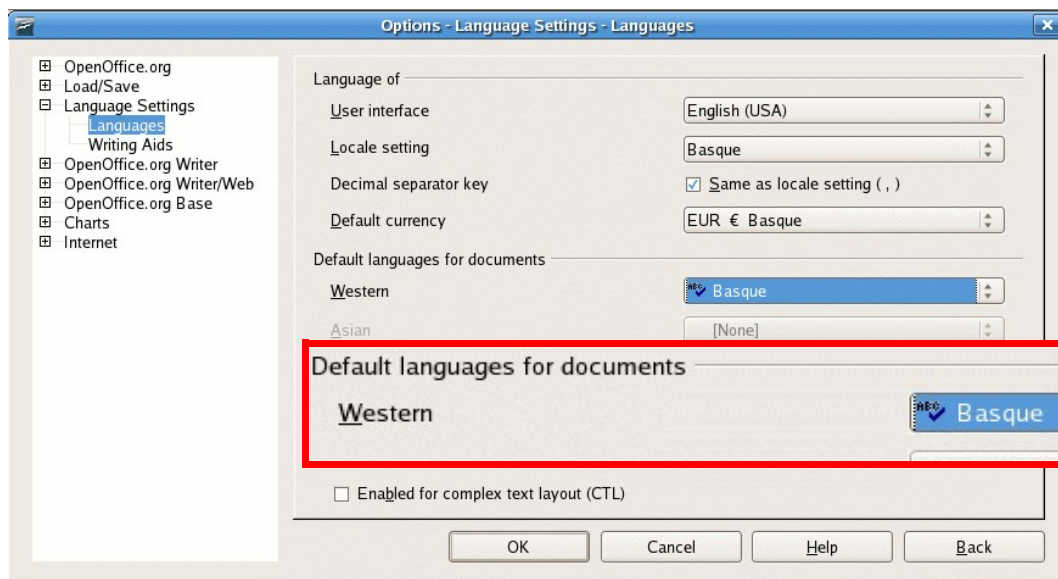 Options - Language Settings - Languages
OpenOffice.org
Load/Save
Language Settings
Languages
Writing Aids
OpenOffice.org Writer
OpenOffice.org Writer/Web
OpenOffice.org Base
Charts
Internet
Language of
User interface English (USA)
Locale setting Basque
Decimal separator key Same as locale setting ( , )
Default currency EUR € Basque
Default languages for documents
Western ABC Basque
Asian [None]
Default languages for documents
Western ABC Basque
Enabled for complex text layout (CTL)
OK Cancel Help Back